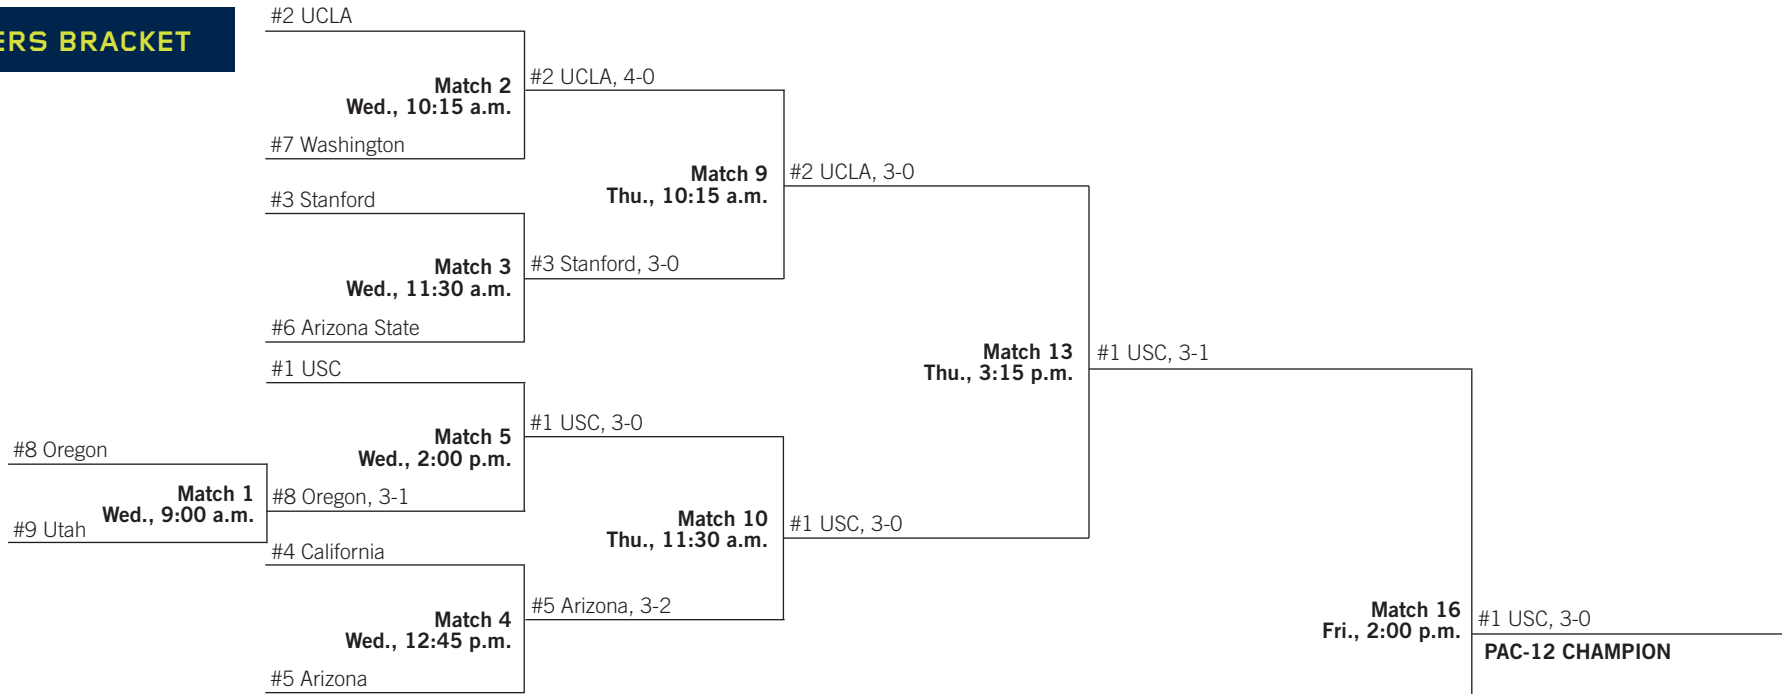 ERS BRACKET
#2 UCLA
Match 2
Wed., 10:15 a.m.
#2 UCLA, 4-0
#7 Washington
Match 9
Thu., 10:15 a.m.
#2 UCLA, 3-0
#3 Stanford
Match 3
Wed., 11:30 a.m.
#3 Stanford, 3-0
#6 Arizona State
Match 13
Thu., 3:15 p.m.
#1 USC, 3-1
#1 USC
Match 5
Wed., 2:00 p.m.
#1 USC, 3-0
#8 Oregon
Match 1
Wed., 9:00 a.m.
#8 Oregon, 3-1
#9 Utah
Match 10
Thu., 11:30 a.m.
#1 USC, 3-0
#4 California
Match 4
Wed., 12:45 p.m.
#5 Arizona, 3-2
#5 Arizona
Match 16
Fri., 2:00 p.m.
#1 USC, 3-0
PAC-12 CHAMPION